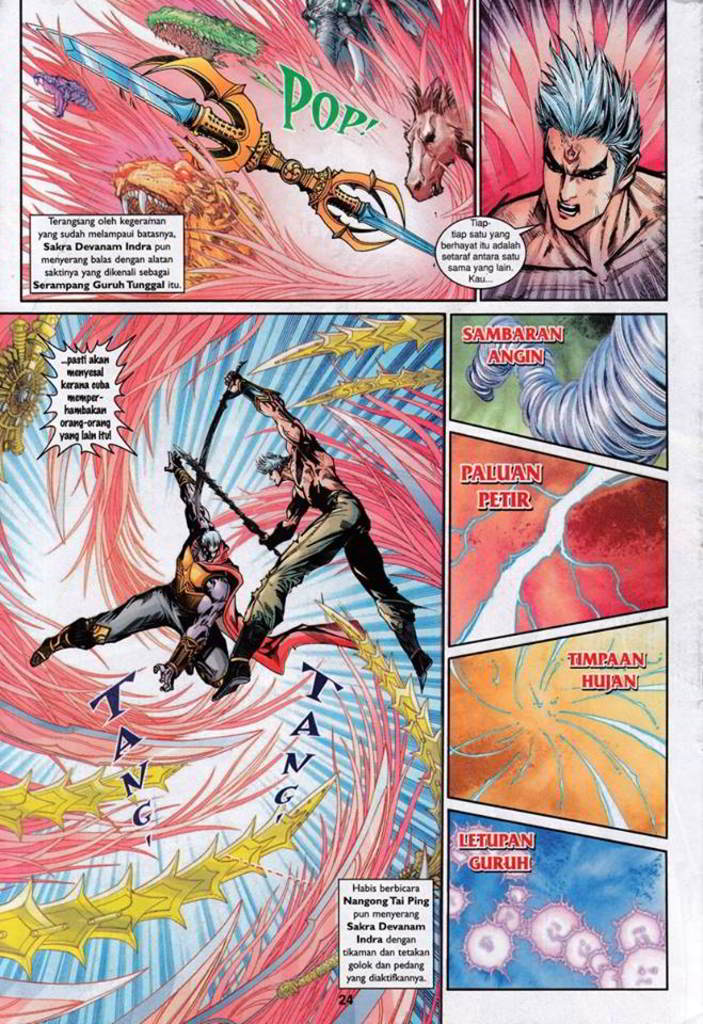 POP!
Terangsang oleh kegeraman
yang sudah melampaui batasnya,
Sakra Devanam Indra pun
menyerang balas dengan alatan
saktinya yang dikenali sebagai
Serampang Guruh Tunggal itu.
Tiap-
tiap satu yang
berhayat itu adalah
setaraf antara satu
sama yang lain.
Kau...
...pasti akan
menyesal
kerana cuba
memper-
hambakan
orang-orang
yang lain itu!
TANG,
TANG,
Habis berbicara
Nangong Tai Ping
pun menyerang
Sakra Devanam
Indra dengan
tikaman dan tetakan
golok dan pedang
yang diaktifkannya.
SAMBARAN
ANGIN
PALUAN
PETIR
TIMPAAN
HUJAN
LETUPAN
GURUH
24